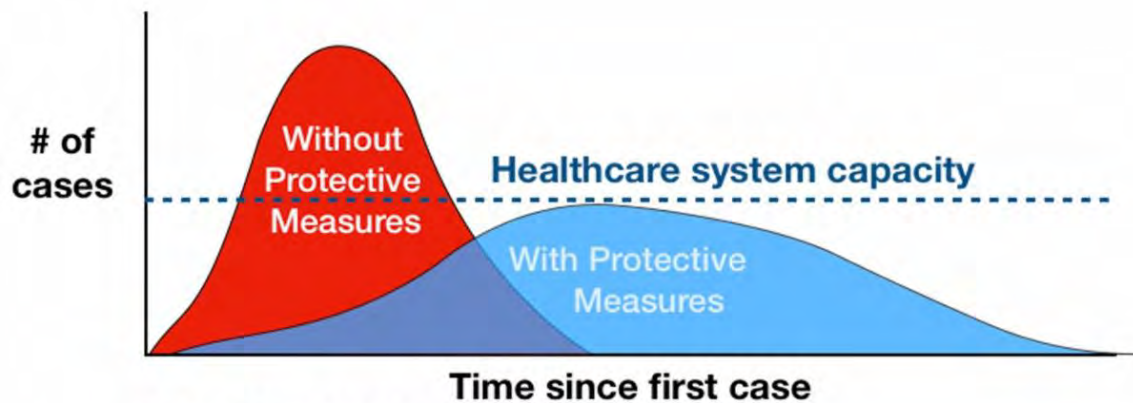 # of
cases
Without
Protective
Measures
Healthcare system capacity
With Protective
Measures
Time since first case